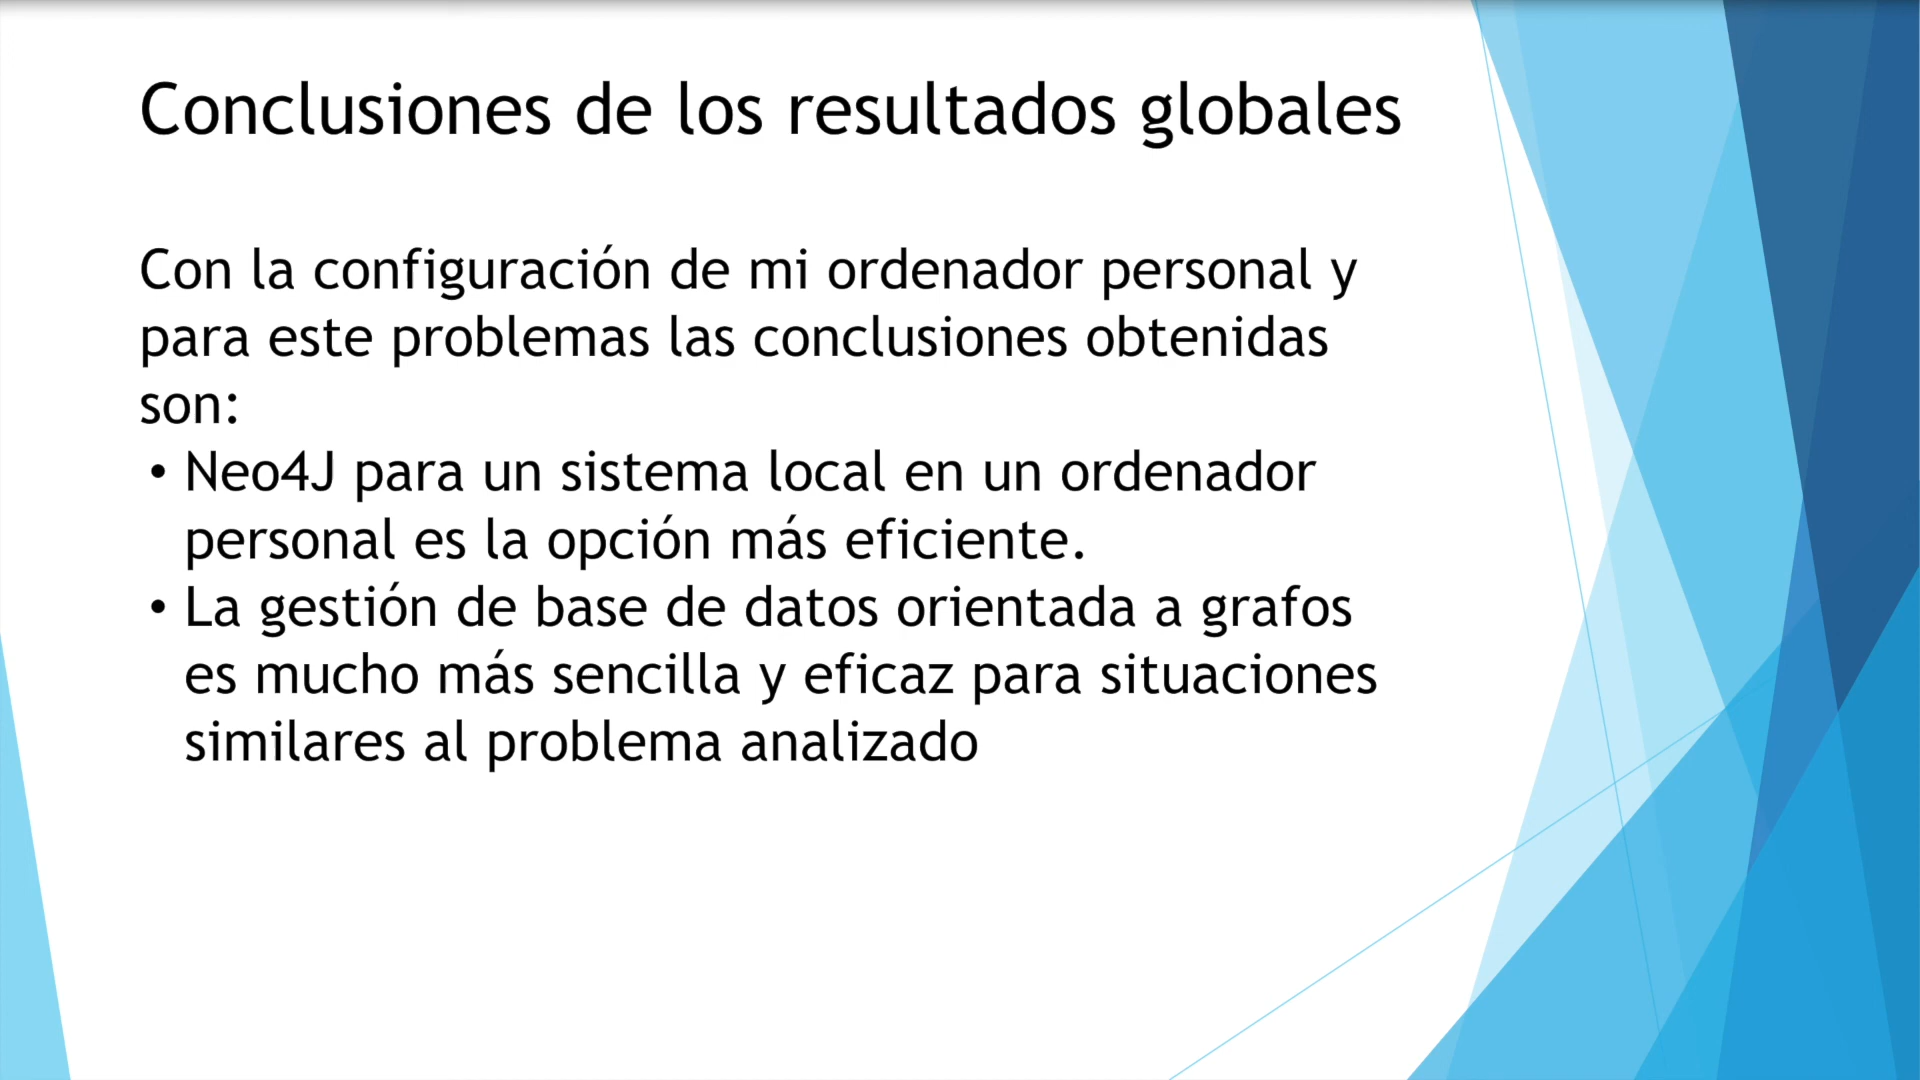 Conclusiones de los resultados globales
Con la configuración de mi ordenador personal y
para este problemas las conclusiones obtenidas
son:
• Neo4J para un sistema local en un ordenador
personal es la opción más eficiente.
• La gestión de base de datos orientada a grafos
es mucho más sencilla y eficaz para situaciones
similares al problema analizado